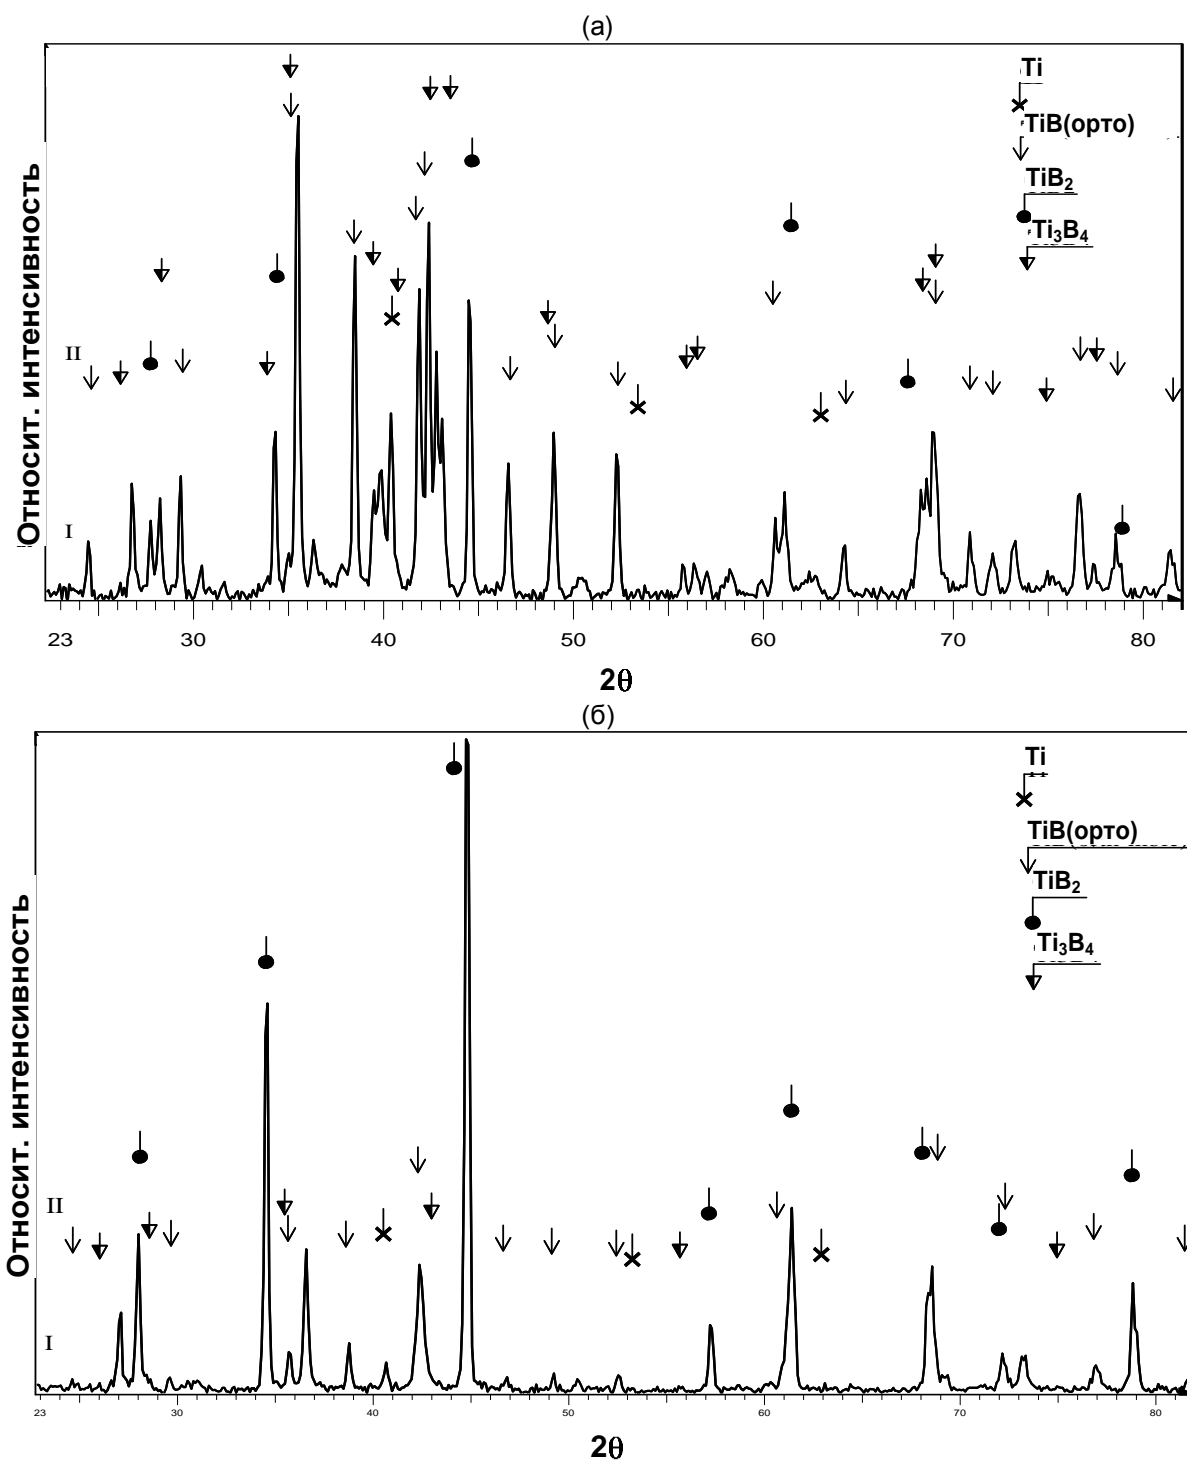 (а)
Ti
TiB(орто)
TiB₂
Ti₃B₄
Относит. интенсивность
II
I
23 30 40 50 60 70 80
2θ
(б)
Ti
TiB(орто)
TiB₂
Ti₃B₄
Относит. интенсивность
II
I
23 30 40 50 60 70 80
2θ